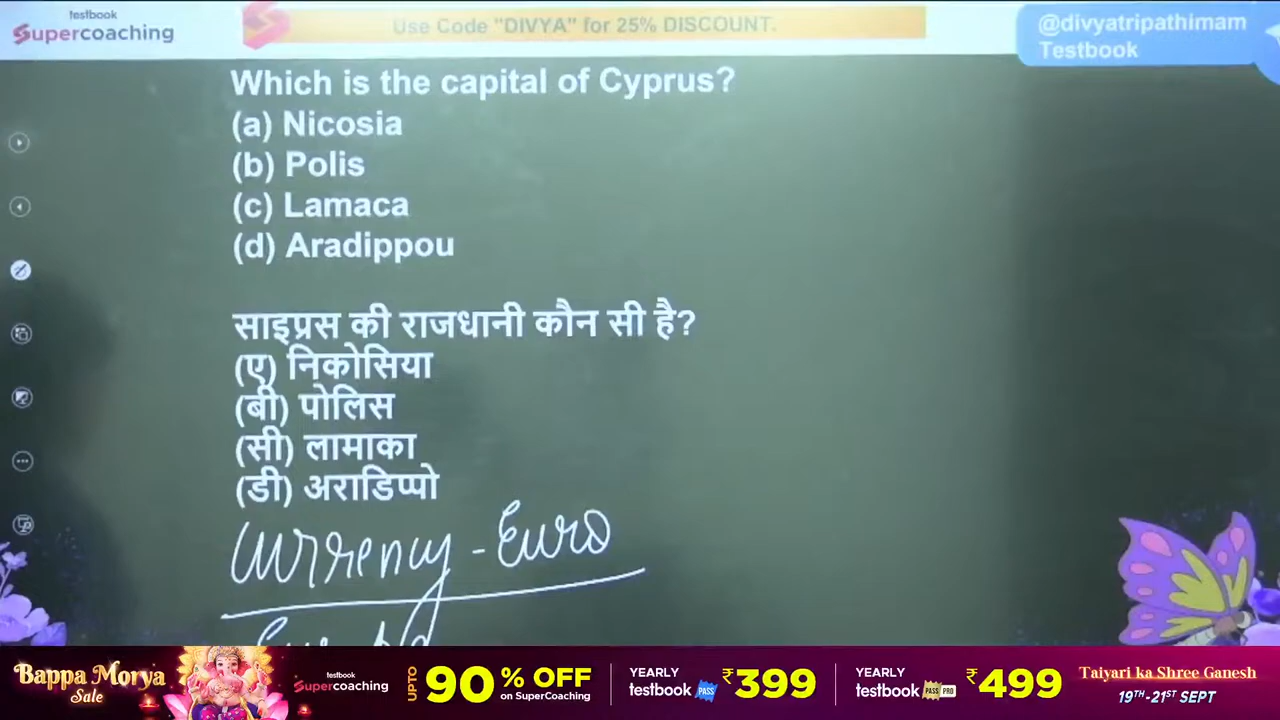 testbook
Supercoaching
Use Code "DIVYA" for 25% DISCOUNT.
@divyatripathimam
Testbook
Which is the capital of Cyprus?
(a) Nicosia
(b) Polis
(c) Lamaca
(d) Aradippou
साइप्रस की राजधानी कौन सी है?
(ए) निकोसिया
(बी) पोलिस
(सी) लामाका
(डी) अराडिप्पो
Currency - Euro
Bappa Morya
Sale
testbook
Supercoaching
UPTO 90% OFF
on SuperCoaching
YEARLY
testbook PASS
₹399
YEARLY
testbook PASS PRO
₹499
Taiyari ka Shree Ganesh
19TH-21ST SEPT